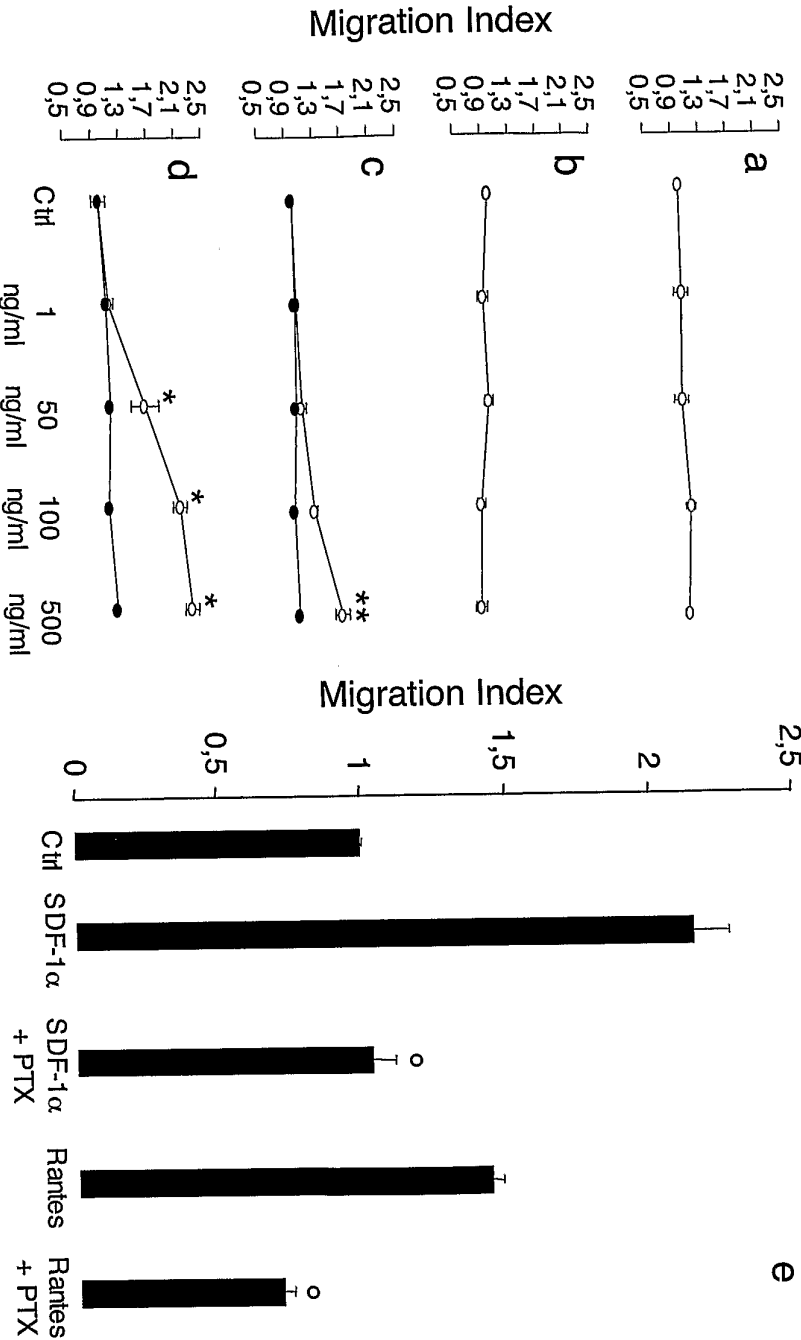 Migration Index
a
2,5
2,1
1,7
1,3
0,9
0,5
b
2,5
2,1
1,7
1,3
0,9
0,5
c
2,5
2,1
1,7
1,3
0,9
0,5
**
d
2,5
2,1
1,7
1,3
0,9
0,5
* * *
Ctrl 1 50 100 500
ng/ml ng/ml ng/ml ng/ml
Migration Index
e
2,5
2
1,5
1
0,5
0
Ctrl SDF-1α SDF-1α Rantes Rantes
+ PTX + PTX